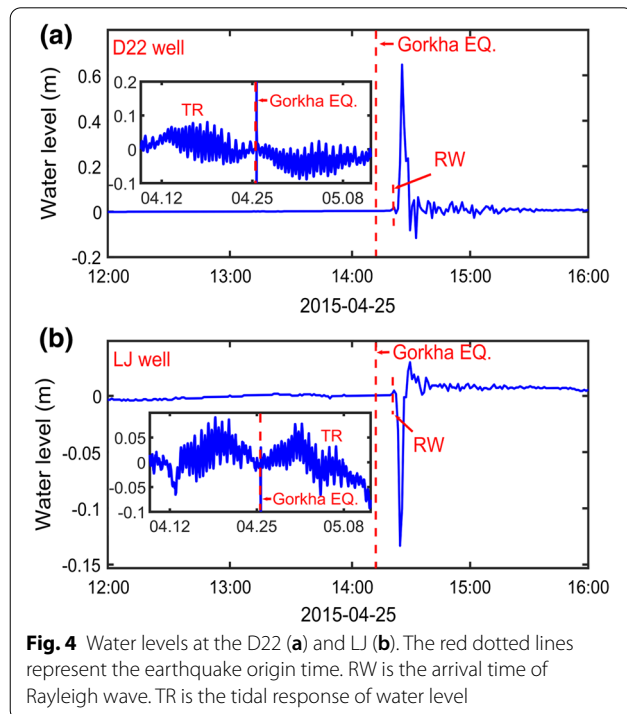 (a)
D22 well
Gorkha EQ.
Water level (m)
0.6
0.4
0.2
0
-0.2
0.2
0.1
0
-0.1
TR
Gorkha EQ.
04.12 04.25 05.08
RW
12:00 13:00 14:00 15:00 16:00
2015-04-25
(b)
LJ well
Gorkha EQ.
Water level (m)
0
-0.05
-0.1
-0.15
0.05
0
-0.05
-0.1
TR
Gorkha EQ.
04.12 04.25 05.08
RW
12:00 13:00 14:00 15:00 16:00
2015-04-25
Fig. 4 Water levels at the D22 (a) and LJ (b). The red dotted lines
represent the earthquake origin time. RW is the arrival time of
Rayleigh wave. TR is the tidal response of water level